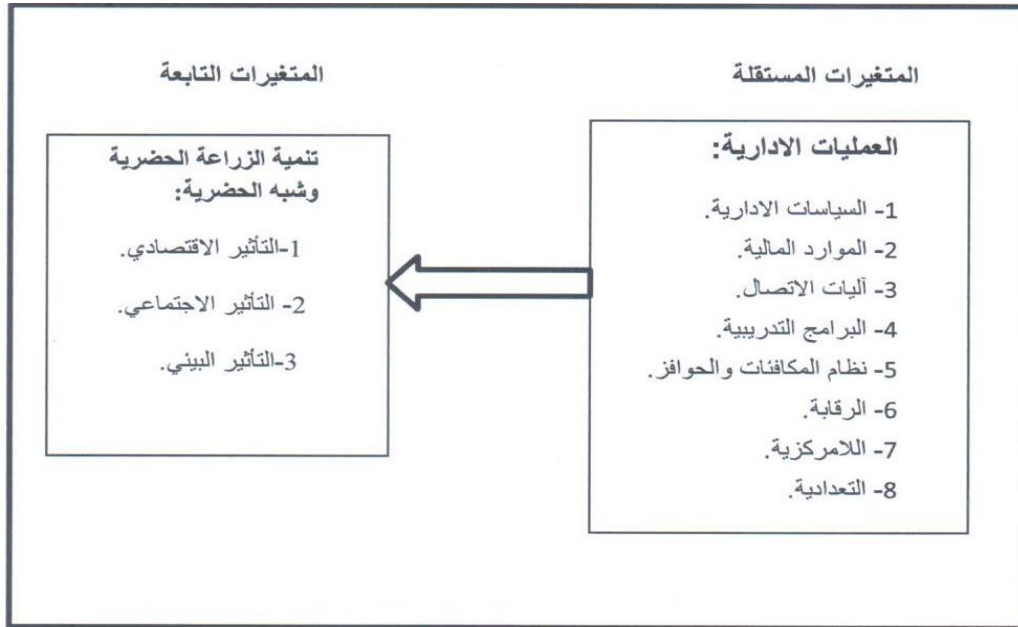 المتغيرات المستقلة
العمليات الادارية:
1- السياسات الادارية.
2- الموارد المالية.
3- آليات الاتصال.
4- البرامج التدريبية.
5- نظام المكافئات والحوافز.
6- الرقابة.
7- اللامركزية.
8- التعدادية.
المتغيرات التابعة
تنمية الزراعة الحضرية
وشبه الحضرية:
1-التأثير الاقتصادي.
2- التأثير الاجتماعي.
3-التأثير البيئي.